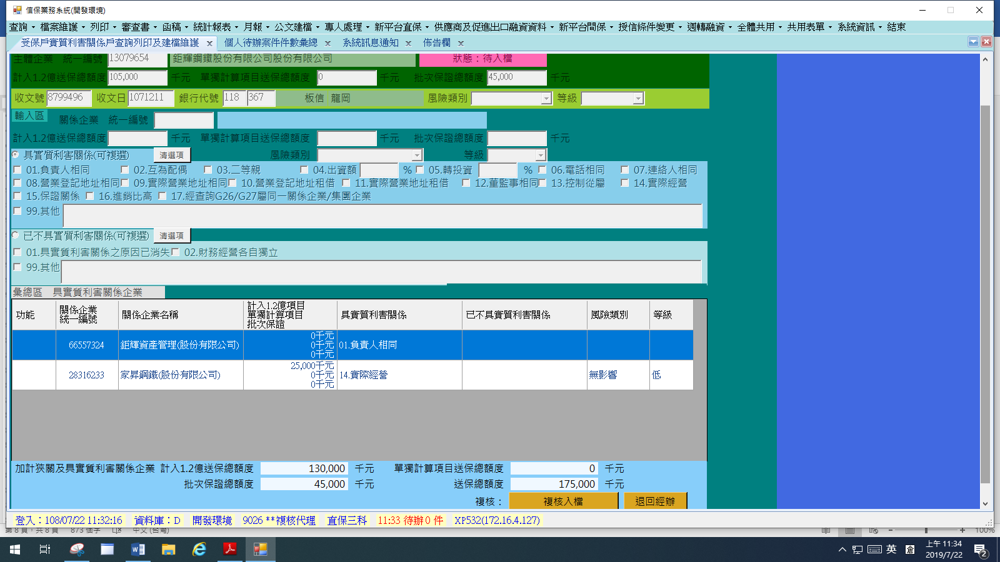 信保業務系統(開發環境)
查詢 檔案維護 列印 審查書 函稿 統計報表 月報 公文建檔 專人處理 新平台直保 供應商及促進出口融資資料 新平台間保 授信條件變更 週轉融資 全體共用 共用表單 系統資訊 結束
受保戶實質利害關係戶查詢列印及建檔維護 x 個人待辦案件件數彙總 x 系統訊息通知 x 佈告欄 x
主體企業 統一編號 13079654 鉅輝鋼鐵股份有限公司股份有限公司 狀態：待入檔
計入1.2億送保總額度 105,000 千元 單獨計算項目送保總額度 0 千元 批次保證總額度 45,000 千元
收文號 8799496 收文日 1071211 銀行代號 118 367 板信 龍岡 風險類別 等級
輸入區 關係企業 統一編號
計入1.2億送保總額度 千元 單獨計算項目送保總額度 千元 批次保證總額度 千元
具實質利害關係(可複選) 清選項 風險類別 等級
01.負責人相同 02.互為配偶 03.二等親 04.出資額 % 05.轉投資 % 06.電話相同 07.連絡人相同
08.營業登記地址相同 09.實際營業地址相同 10.營業登記地址租借 11.實際營業地址租借 12.董監事相同 13.控制從屬 14.實際經營
15.保證關係 16.進銷比高 17.經查詢G26/G27屬同一關係企業/集團企業
99.其他
已不具實質利害關係(可複選) 清選項
01.具實質利害關係之原因已消失 02.財務經營各自獨立
99.其他
彙總區 具實質利害關係企業
功能 關係企業統一編號 關係企業名稱 計入1.2億項目 單獨計算項目 批次保證 具實質利害關係 已不具實質利害關係 風險類別 等級
66557324 鉅輝資產管理(股份有限公司) 0千元 0千元 0千元 01.負責人相同
28316233 家昇鋼鐵(股份有限公司) 25,000千元 0千元 0千元 14.實際經營 無影響 低
加計狹關及具實質利害關係企業 計入1.2億送保總額度 130,000 千元 單獨計算項目送保總額度 0 千元
批次保證總額度 45,000 千元 送保總額度 175,000 千元
複核： 複核入檔 退回經辦
登入：108/07/22 11:32:16 資料庫：D 開發環境 9026 **複核代理 直保三科 11:33 待辦 0 件 XP532(172.16.4.127)
第 8 頁，共 8 頁 873 個字 中文 (台灣) 100%
英 倉 上午 11:34
2019/7/22 2